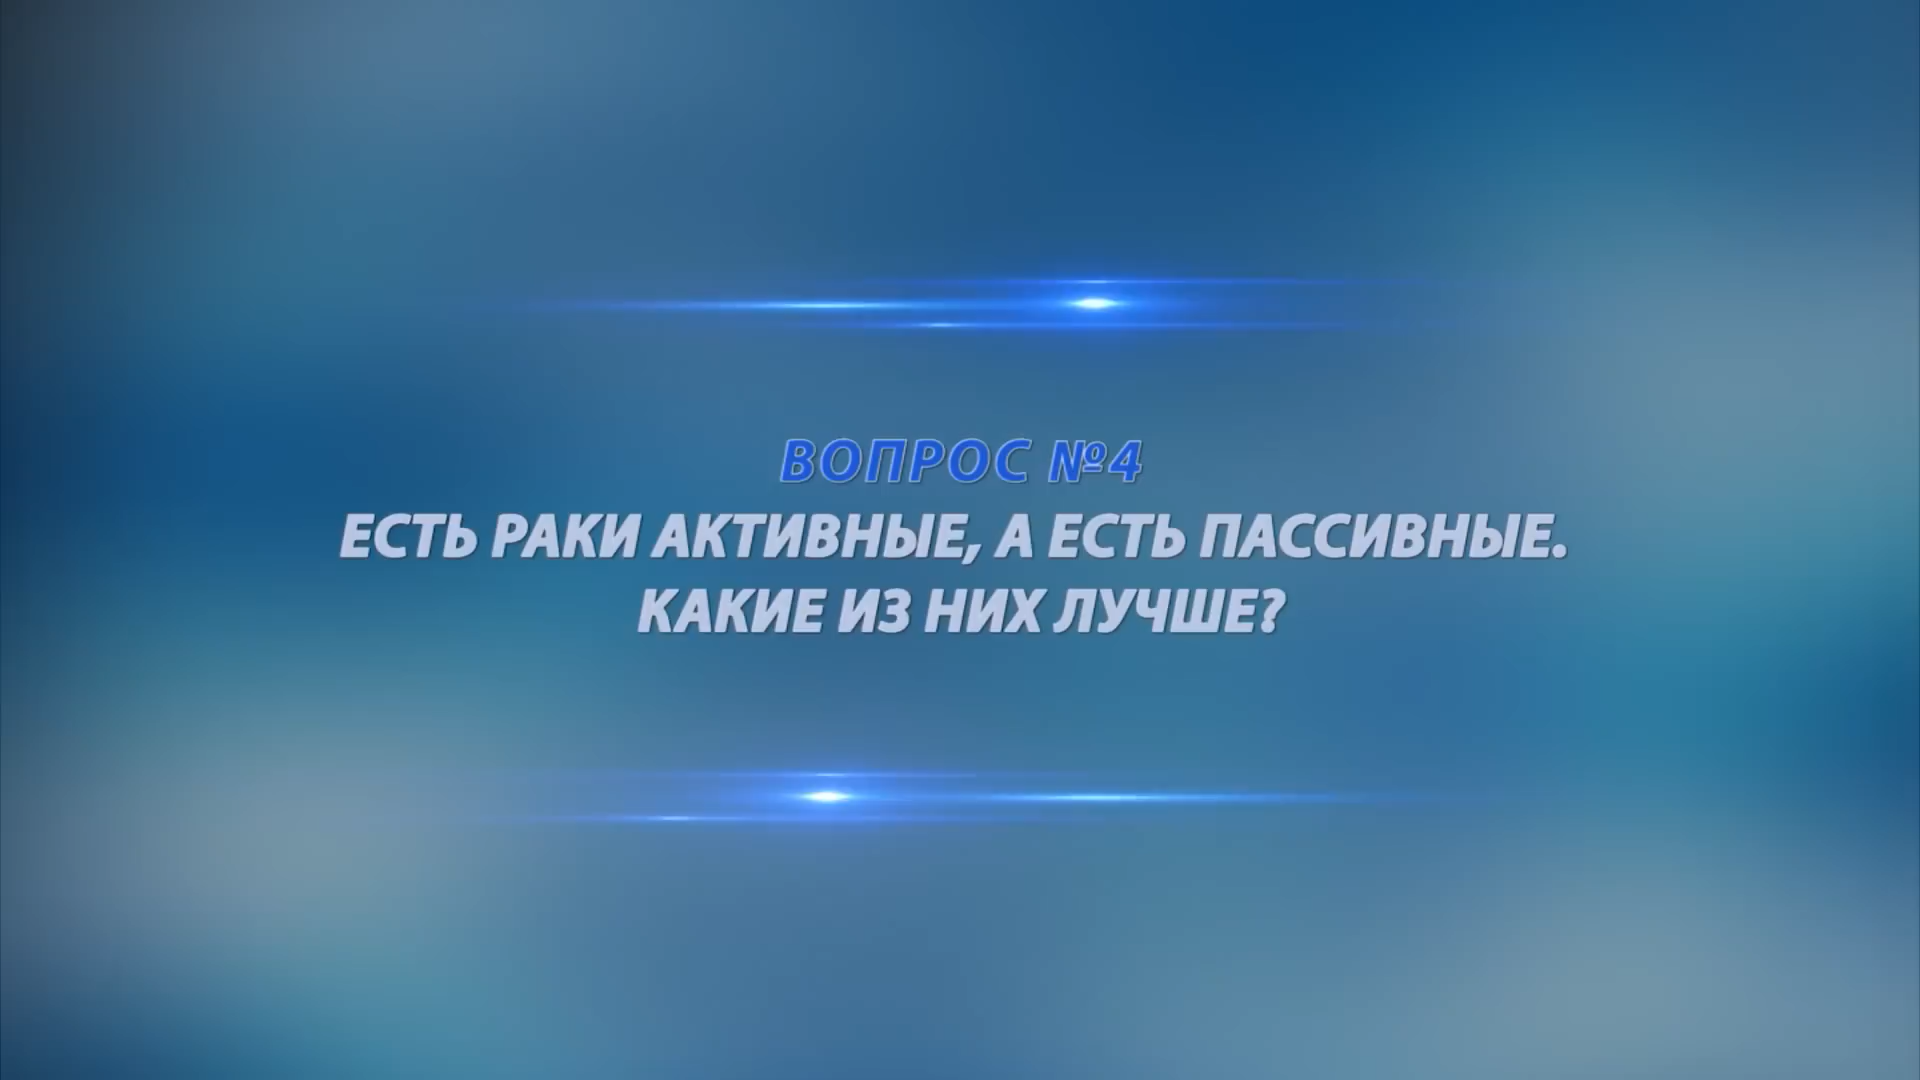 ВОПРОС №4
ЕСТЬ РАКИ АКТИВНЫЕ, А ЕСТЬ ПАССИВНЫЕ.
КАКИЕ ИЗ НИХ ЛУЧШЕ?